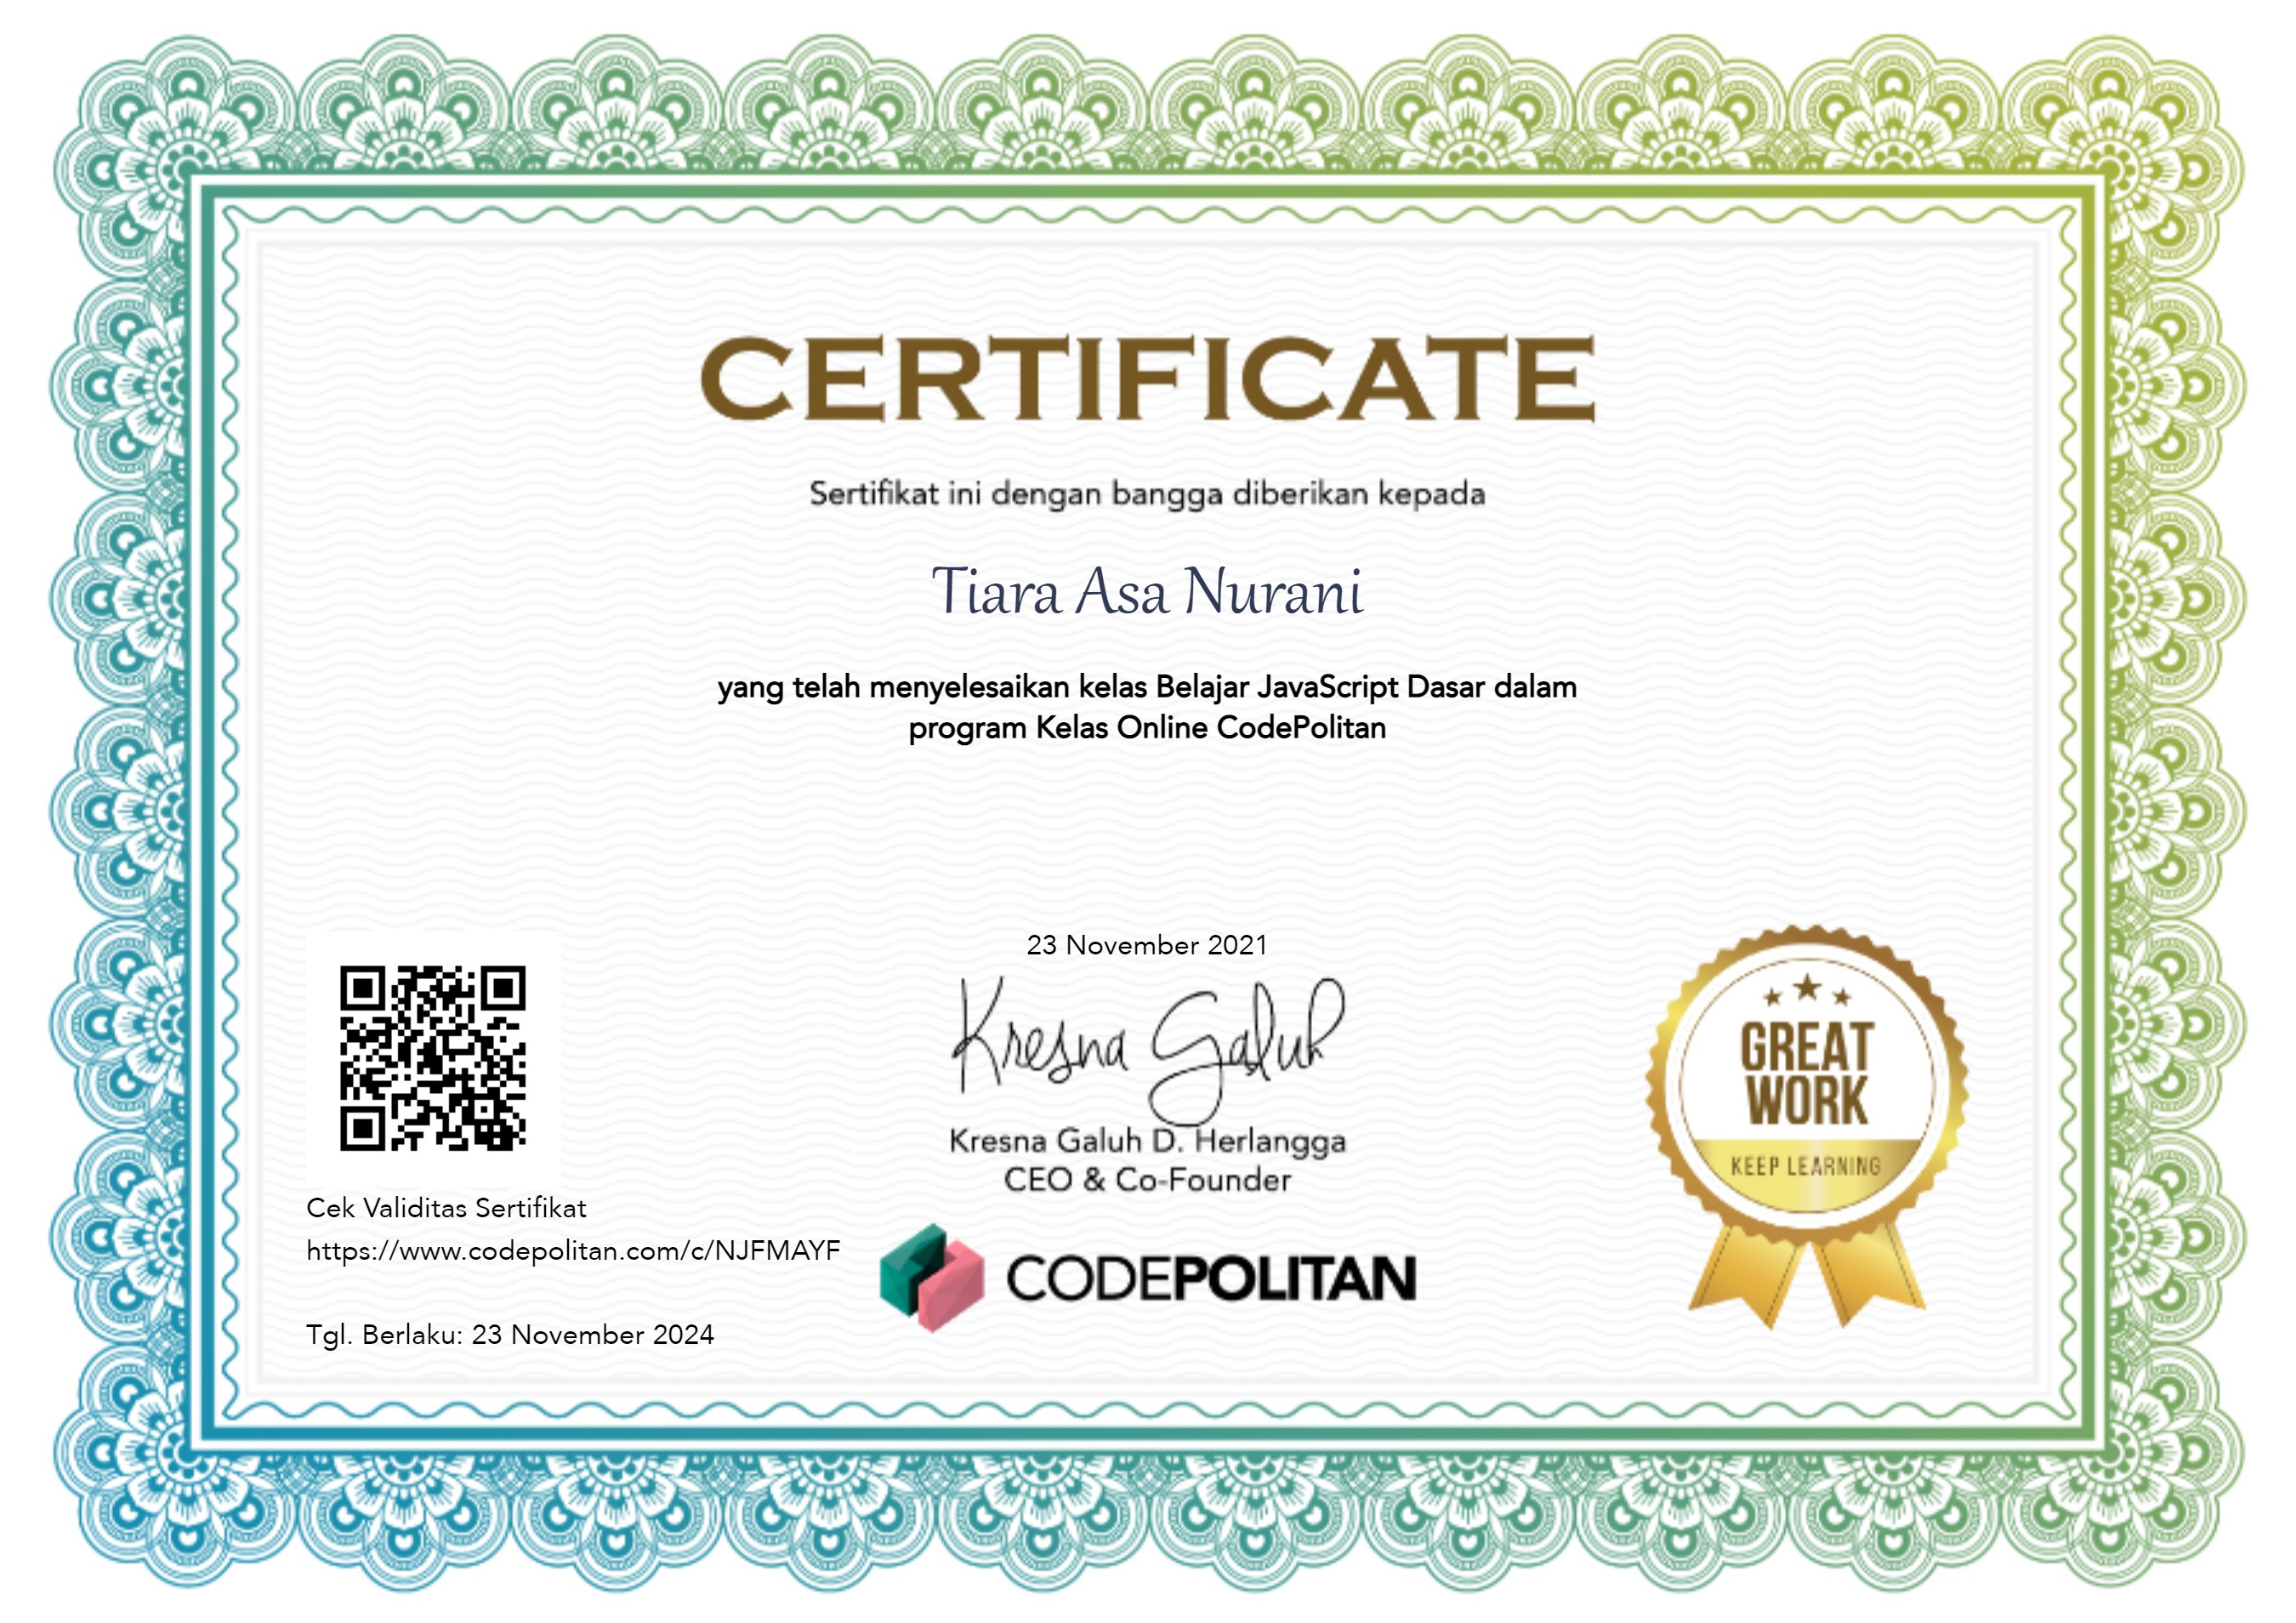 CERTIFICATE
Sertifikat ini dengan bangga diberikan kepada
Tiara Asa Nurani
yang telah menyelesaikan kelas Belajar JavaScript Dasar dalam
program Kelas Online CodePolitan
23 November 2021
Kresna Galuh
Kresna Galuh D. Herlangga
CEO & Co-Founder
CODEPOLITAN
Cek Validitas Sertifikat
https://www.codepolitan.com/c/NJFMAYF
Tgl. Berlaku: 23 November 2024
GREAT
WORK
KEEP LEARNING